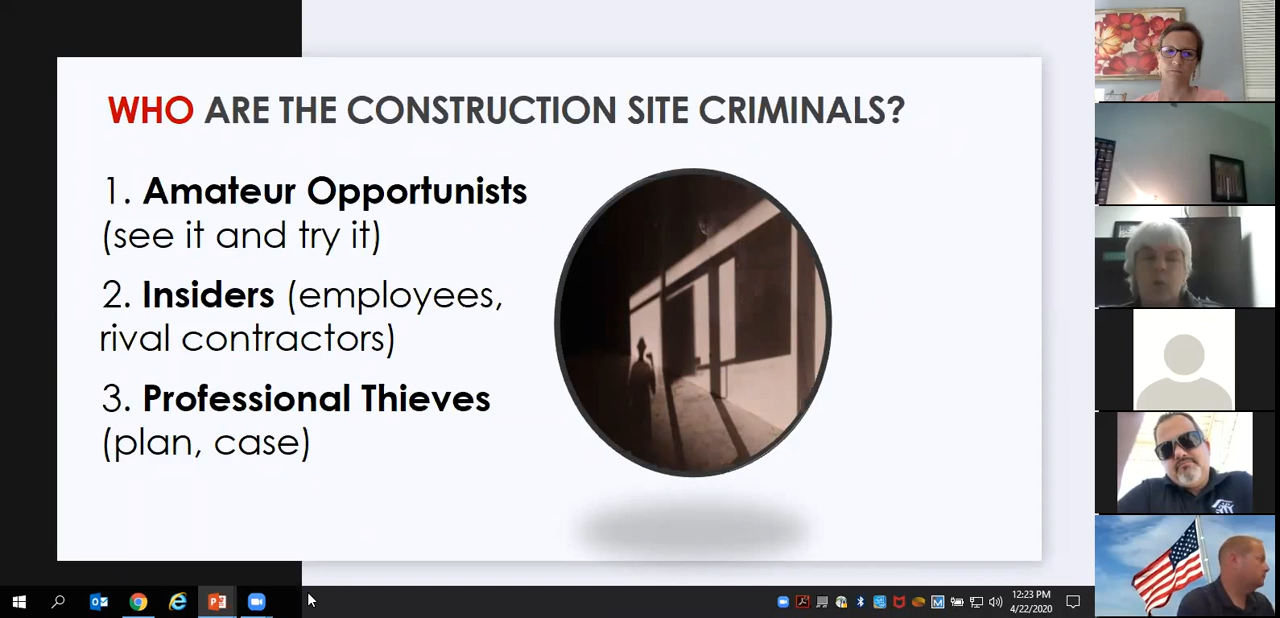 WHO ARE THE CONSTRUCTION SITE CRIMINALS?
1. Amateur Opportunists
(see it and try it)
2. Insiders (employees,
rival contractors)
3. Professional Thieves
(plan, case)
12:23 PM
4/22/2020